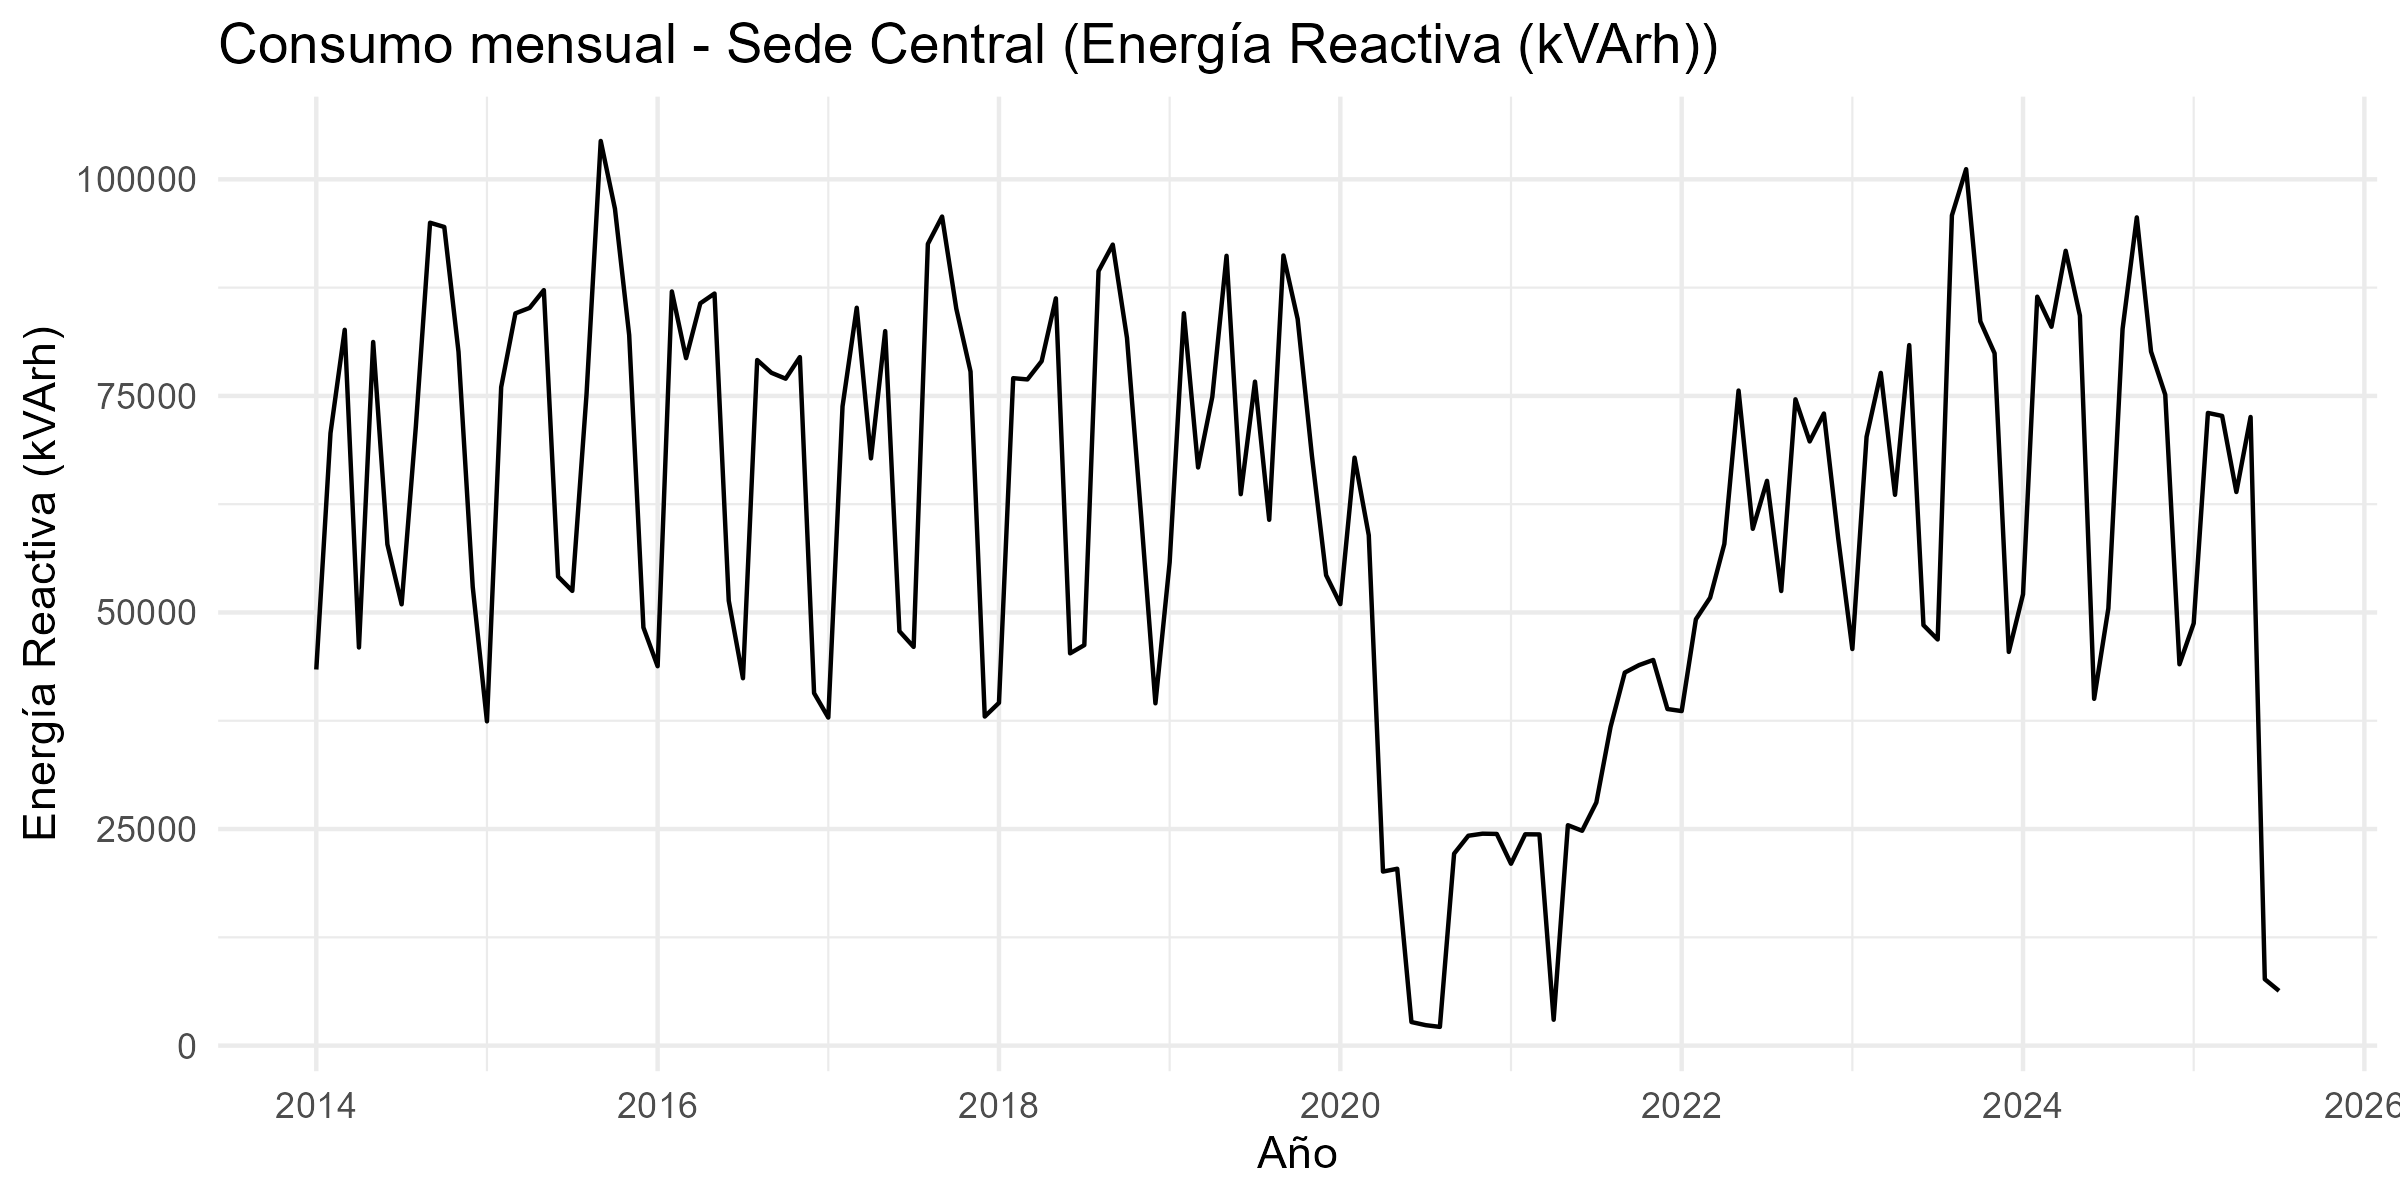 Consumo mensual - Sede Central (Energía Reactiva (kVArh))
Energía Reactiva (kVArh)
100000
75000
50000
25000
0
2014 2016 2018 2020 2022 2024 2026
Año